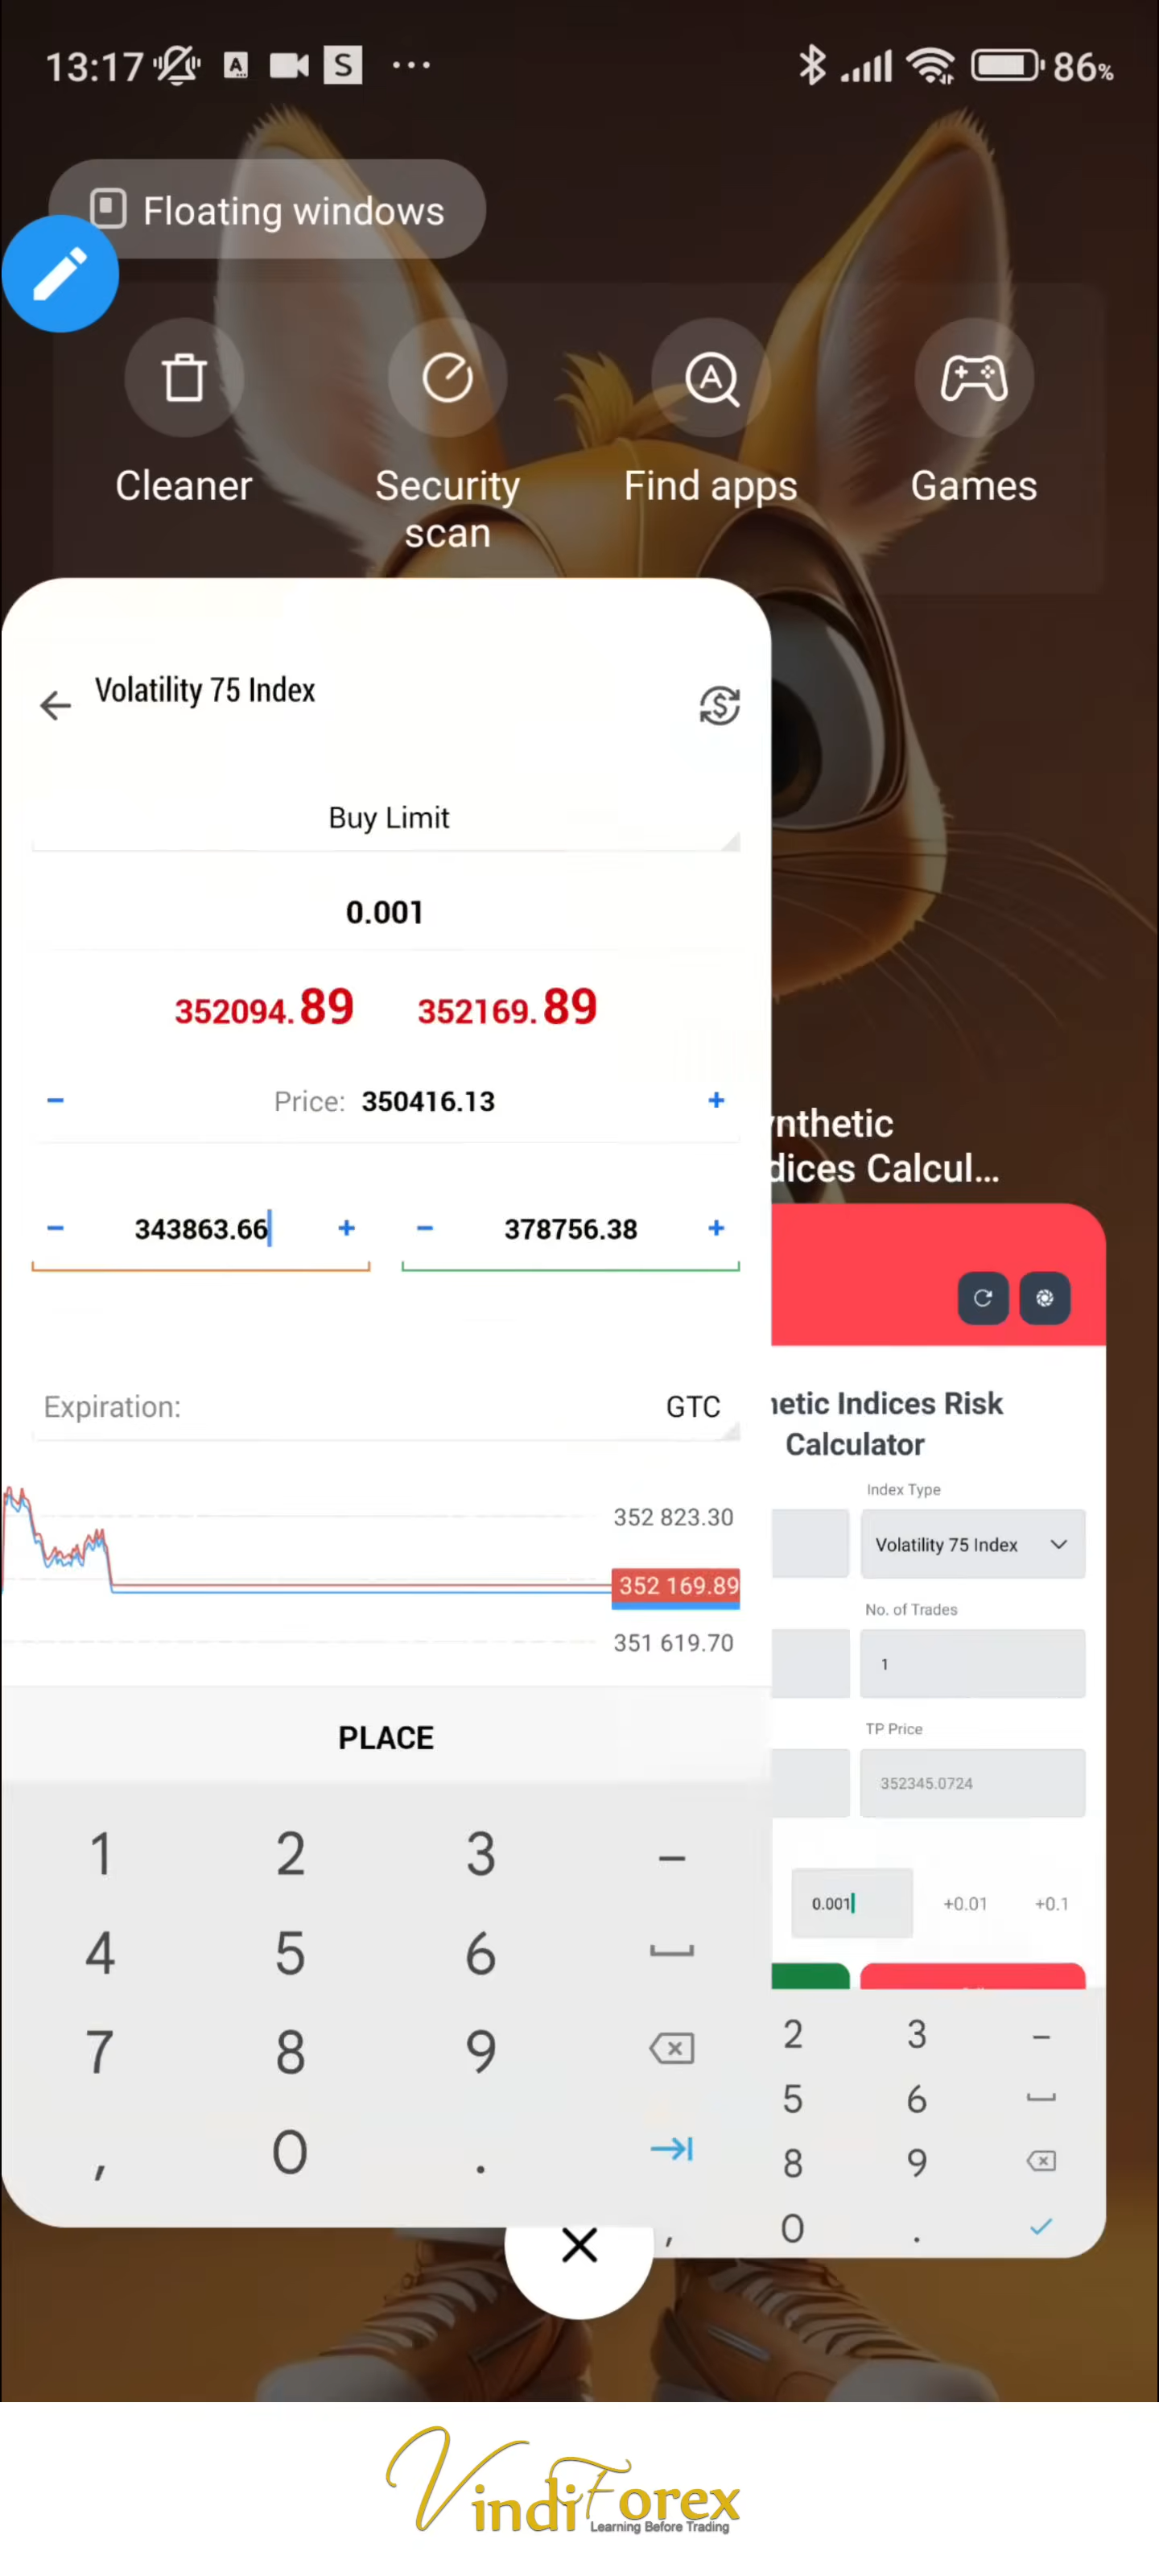 13:17
A
S
86%
Floating windows
Cleaner
Security
scan
Find apps
Games
Volatility 75 Index
Buy Limit
0.001
352094.89 352169.89
- Price: 350416.13 +
- 343863.66 + - 378756.38 +
Expiration: GTC
352 823.30
352 169.89
351 619.70
PLACE
1 2 3 -
4 5 6
7 8 9
, 0 .
nthetic
dices Calcul...
etic Indices Risk
Calculator
Index Type
Volatility 75 Index
No. of Trades
1
TP Price
352345.0724
0.001 +0.01 +0.1
2 3 -
5 6
8 9
, 0 .
VindiForex
Learning Before Trading